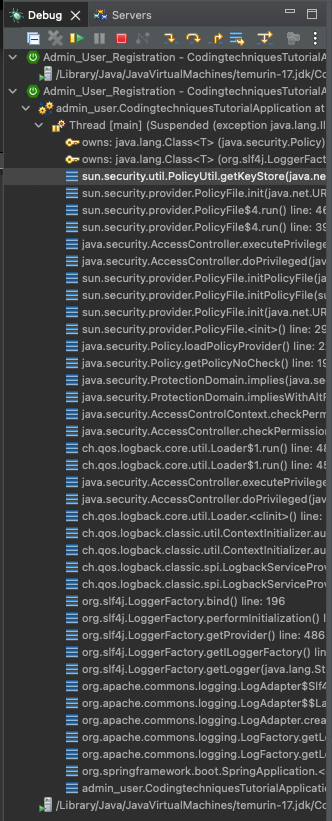 Debug
Servers
Admin_User_Registration - CodingtechniquesTutorialA
/Library/Java/JavaVirtualMachines/temurin-17.jdk/Co
Admin_User_Registration - CodingtechniquesTutorialA
admin_user.CodingtechniquesTutorialApplication at
Thread [main] (Suspended (exception java.lang.Il
owns: java.lang.Class<T> (java.security.Policy)
owns: java.lang.Class<T> (org.slf4j.LoggerFact
sun.security.util.PolicyUtil.getKeyStore(java.ne
sun.security.provider.PolicyFile.init(java.net.UR
sun.security.provider.PolicyFile$4.run() line: 46
sun.security.provider.PolicyFile$4.run() line: 39
java.security.AccessController.executePrivileged
java.security.AccessController.doPrivileged(jav
sun.security.provider.PolicyFile.initPolicyFile(ja
sun.security.provider.PolicyFile.initPolicyFile(su
sun.security.provider.PolicyFile.init(java.net.UR
sun.security.provider.PolicyFile.<init>() line: 29
java.security.Policy.loadPolicyProvider() line: 2
java.security.Policy.getPolicyNoCheck() line: 19
java.security.ProtectionDomain.implies(java.se
java.security.ProtectionDomain.impliesWithAltF
java.security.AccessControlContext.checkPerm
java.security.AccessController.checkPermission
ch.qos.logback.core.util.Loader$1.run() line: 48
ch.qos.logback.core.util.Loader$1.run() line: 45
java.security.AccessController.executePrivileged
java.security.AccessController.doPrivileged(jav
ch.qos.logback.core.util.Loader.<clinit>() line:
ch.qos.logback.classic.util.ContextInitializer.au
ch.qos.logback.classic.util.ContextInitializer.au
ch.qos.logback.classic.spi.LogbackServiceProv
ch.qos.logback.classic.spi.LogbackServiceProv
org.slf4j.LoggerFactory.bind() line: 196
org.slf4j.LoggerFactory.performInitialization() l
org.slf4j.LoggerFactory.getProvider() line: 486
org.slf4j.LoggerFactory.getILoggerFactory() lin
org.slf4j.LoggerFactory.getLogger(java.lang.St
org.apache.commons.logging.LogAdapter$Slf4
org.apache.commons.logging.LogAdapter$$La
org.apache.commons.logging.LogAdapter.crea
org.apache.commons.logging.LogFactory.getLo
org.apache.commons.logging.LogFactory.getLo
org.springframework.boot.SpringApplication.<
admin_user.CodingtechniquesTutorialApplication
/Library/Java/JavaVirtualMachines/temurin-17.jdk/Co